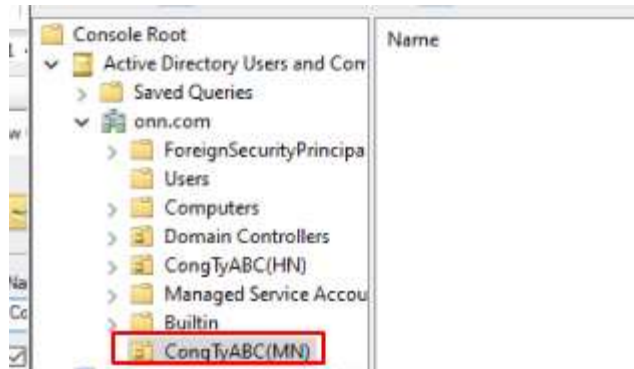 Console Root
Name
Active Directory Users and Com
Saved Queries
onn.com
ForeignSecurityPrincipa
Users
Computers
Domain Controllers
CongTyABC(HN)
Managed Service Accou
Builtin
CongTyABC(MN)